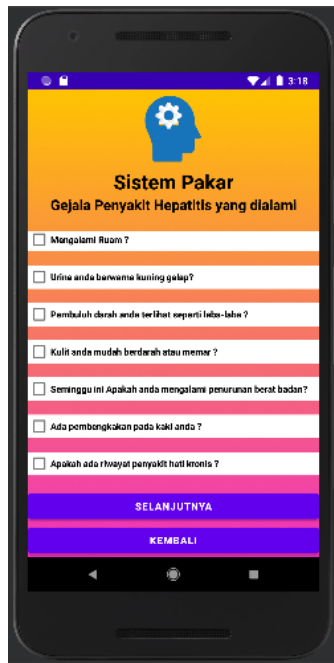 3:18
Sistem Pakar
Gejala Penyakit Hepatitis yang dialami
Mengalami Ruam ?
Urine anda berwarna kuning gelap?
Pembuluh darah anda terlihat seperti laba-laba ?
Kulit anda mudah berdarah atau memar ?
Seminggu ini Apakah anda mengalami penurunan berat badan?
Ada pembengkakan pada kaki anda ?
Apakah ada riwayat penyakit hati kronis ?
SELANJUTNYA
KEMBALI